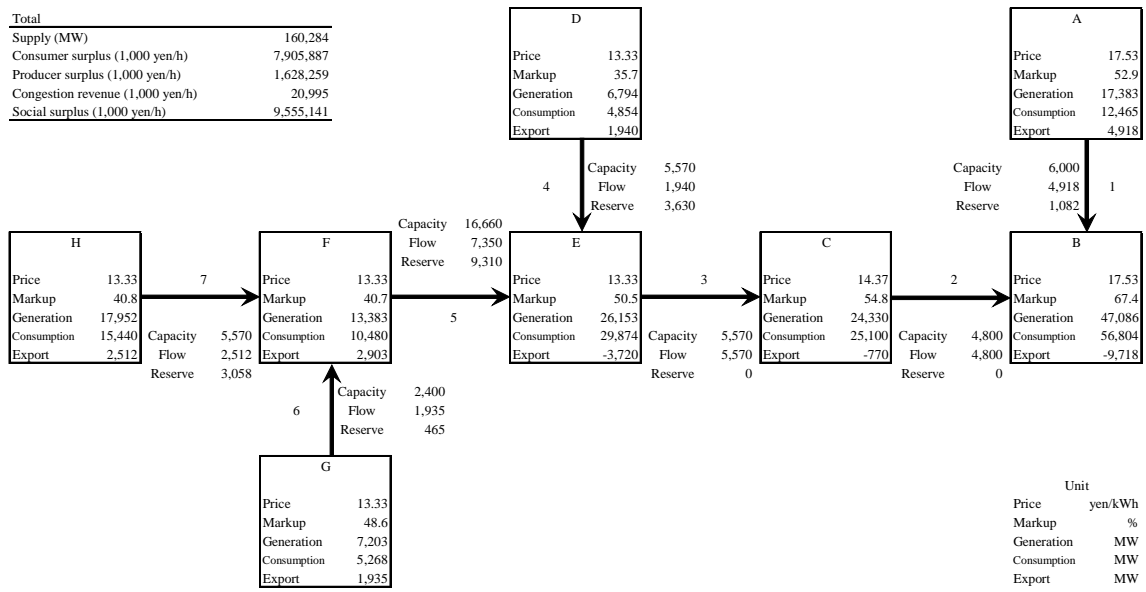 Total
Supply (MW) 160,284
Consumer surplus (1,000 yen/h) 7,905,887
Producer surplus (1,000 yen/h) 1,628,259
Congestion revenue (1,000 yen/h) 20,995
Social surplus (1,000 yen/h) 9,555,141
D
Price 13.33
Markup 35.7
Generation 6,794
Consumption 4,854
Export 1,940
A
Price 17.53
Markup 52.9
Generation 17,383
Consumption 12,465
Export 4,918
4
Capacity 5,570
Flow 1,940
Reserve 3,630
Capacity 6,000
Flow 4,918
Reserve 1,082
1
H
Price 13.33
Markup 40.8
Generation 17,952
Consumption 15,440
Export 2,512
7
Capacity 5,570
Flow 2,512
Reserve 3,058
F
Price 13.33
Markup 40.7
Generation 13,383
Consumption 10,480
Export 2,903
Capacity 16,660
Flow 7,350
Reserve 9,310
5
E
Price 13.33
Markup 50.5
Generation 26,153
Consumption 29,874
Export -3,720
3
Capacity 5,570
Flow 5,570
Reserve 0
C
Price 14.37
Markup 54.8
Generation 24,330
Consumption 25,100
Export -770
2
Capacity 4,800
Flow 4,800
Reserve 0
B
Price 17.53
Markup 67.4
Generation 47,086
Consumption 56,804
Export -9,718
6
Capacity 2,400
Flow 1,935
Reserve 465
G
Price 13.33
Markup 48.6
Generation 7,203
Consumption 5,268
Export 1,935
Unit
Price yen/kWh
Markup %
Generation MW
Consumption MW
Export MW